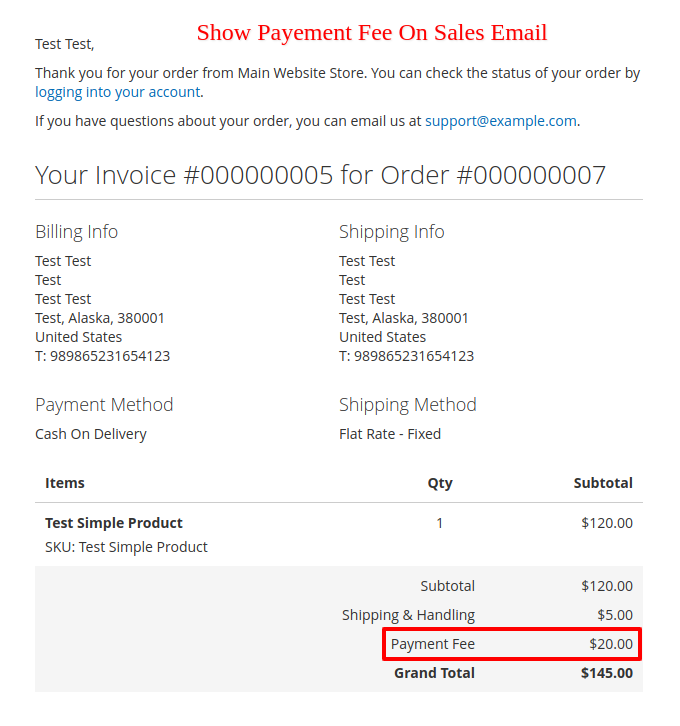 Show Payement Fee On Sales Email
Test Test,
Thank you for your order from Main Website Store. You can check the status of your order by
logging into your account.
If you have questions about your order, you can email us at support@example.com.
Your Invoice #000000005 for Order #000000007
Billing Info
Test Test
Test
Test Test
Test, Alaska, 380001
United States
T: 989865231654123
Shipping Info
Test Test
Test
Test Test
Test, Alaska, 380001
United States
T: 989865231654123
Payment Method
Cash On Delivery
Shipping Method
Flat Rate - Fixed
Items Qty Subtotal
Test Simple Product 1 $120.00
SKU: Test Simple Product
Subtotal $120.00
Shipping & Handling $5.00
Payment Fee $20.00
Grand Total $145.00